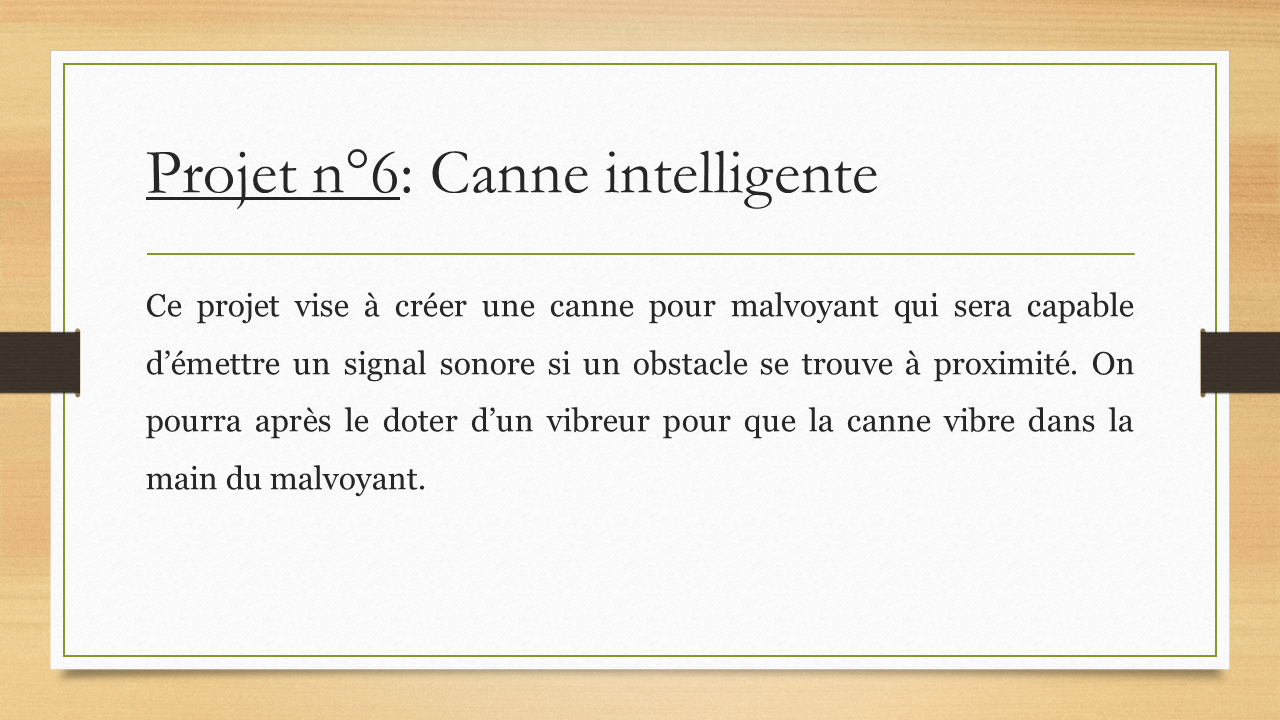 Projet n°6: Canne intelligente
Ce projet vise à créer une canne pour malvoyant qui sera capable
d’émettre un signal sonore si un obstacle se trouve à proximité. On
pourra après le doter d’un vibreur pour que la canne vibre dans la
main du malvoyant.